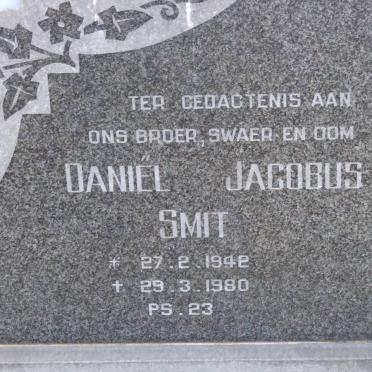 TER GEDAGTENIS AAN
ONS BROER, SWAER EN OOM
DANIËL JACOBUS
SMIT
* 27.2.1942
† 29.3.1980
PS.23